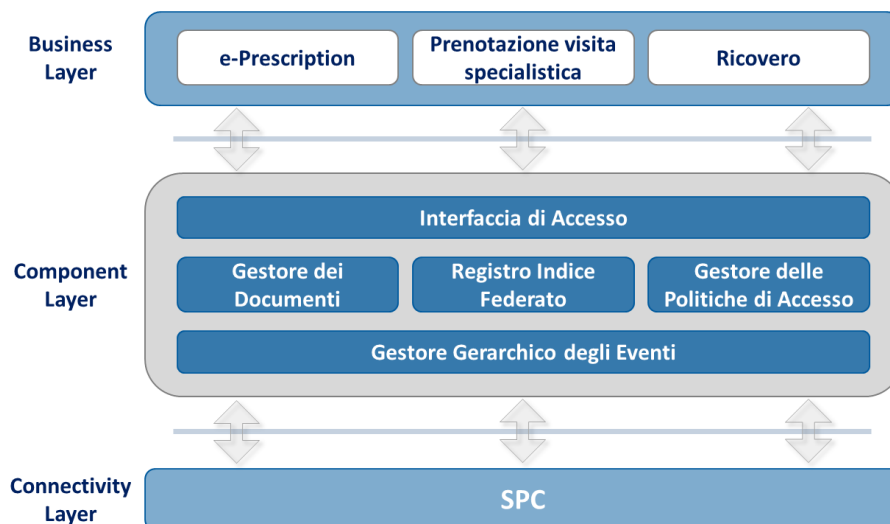 Business
Layer
e-Prescription
Prenotazione visita
specialistica
Ricovero
Component
Layer
Interfaccia di Accesso
Gestore dei
Documenti
Registro Indice
Federato
Gestore delle
Politiche di Accesso
Gestore Gerarchico degli Eventi
Connectivity
Layer
SPC